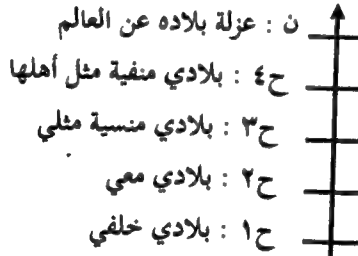 ن : عزلة بلاده عن العالم
ح٤ : بلادي منفية مثل أهلها
ح٣ : بلادي منسية مثلي
ح٢ : بلادي معي
ح١ : بلادي خلفي